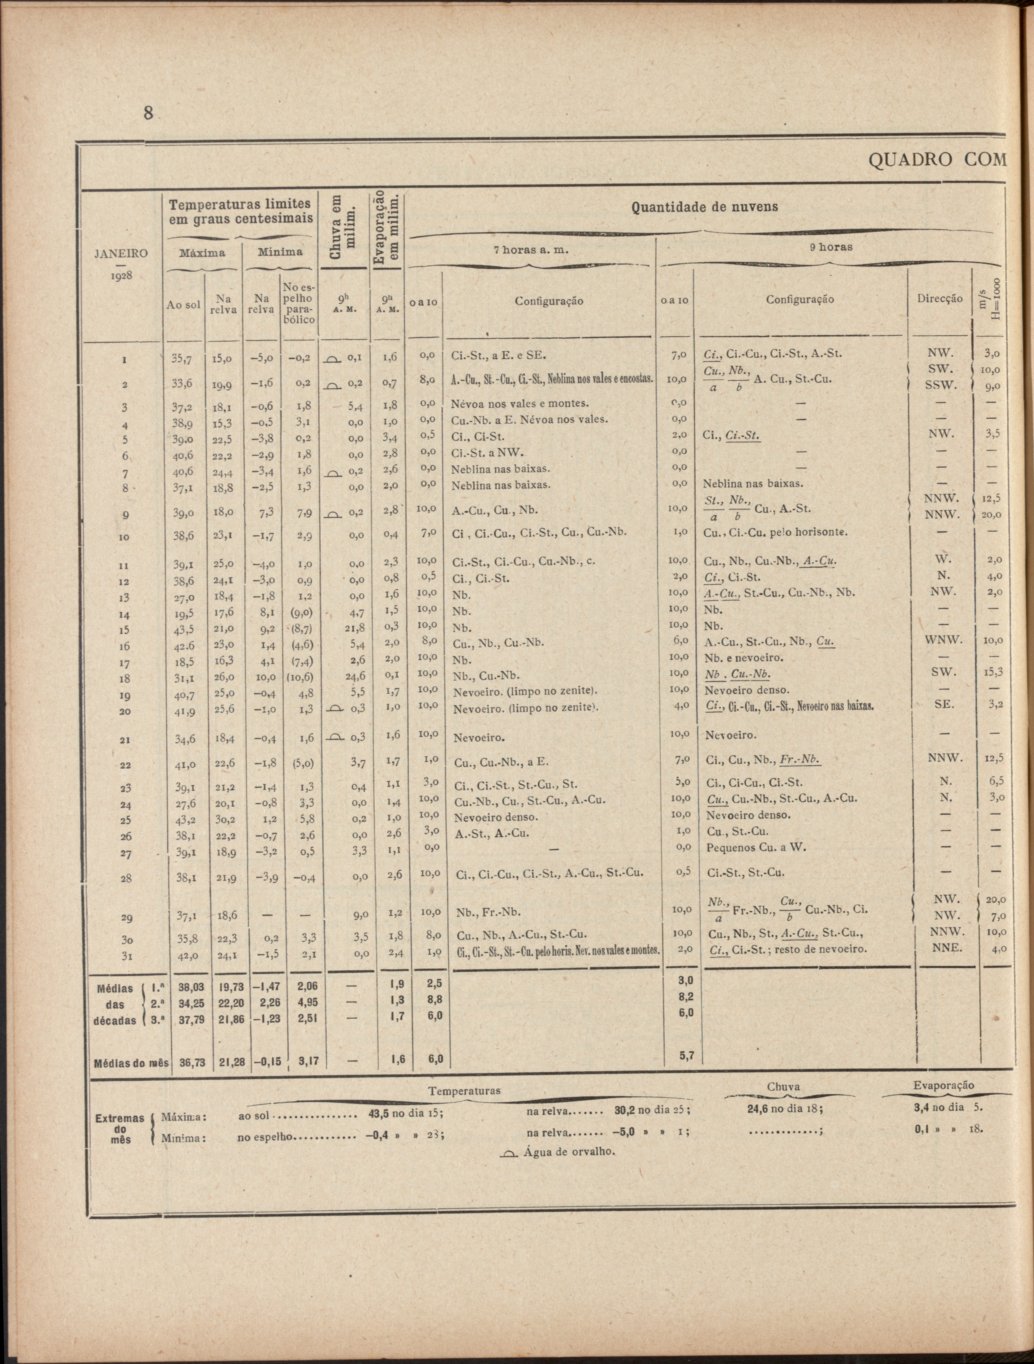 8
QUADRO COM
JANEIRO
—
1928
Temperaturas limites
em graus centesimais
Chuva em
milim.
Evaporação
em milim.
Quantidade de nuvens
Máxima Mínima
7 horas a. m. 9 horas
Ao sol Na relva Na relva No espelho parabólico 9h A. M. 9h A. M. 0 a 10 Configuração 0 a 10 Configuração Direcção m/s H=1000
1 35,7 15,0 —5,0 —0,2 0,1 1,6 0,0 Ci.-St., a E. e SE. 7,0 Ci., Ci.-Cu., Ci.-St., A.-St. NW. 3,0
2 33,6 19,9 —1,6 0,2 0,2 0,7 8,0 A.-Cu., St.-Cu., Ci.-St., Neblina nos vales e encostas. 10,0 Cu., Nb., a b A. Cu., St.-Cu. SW. SSW. 10,0 9,0
3 37,2 18,1 —0,6 1,8 5,4 1,8 0,0 Névoa nos vales e montes. 0,0 — — —
4 38,9 15,3 —0,5 3,1 0,0 1,0 0,0 Cu.-Nb. a E. Névoa nos vales. 0,0 — — —
5 39,0 22,5 —3,8 0,2 0,0 3,4 0,5 Ci., Ci-St. 2,0 Ci., Ci.-St. NW. 3,5
6 40,6 22,2 —2,9 1,8 0,0 2,8 0,0 Ci.-St. a NW. 0,0 — — —
7 40,6 24,4 —3,4 1,6 0,2 2,6 0,0 Neblina nas baixas. 0,0 — — —
8 37,1 18,8 —2,5 1,3 0,0 2,0 0,0 Neblina nas baixas. 0,0 Neblina nas baixas. — —
9 39,0 18,0 7,3 7,9 0,2 2,8 10,0 A.-Cu., Cu., Nb. 10,0 St., Nb., a b Cu., A.-St. NNW. NNW. 12,5 20,0
10 38,6 23,1 —1,7 2,9 0,0 0,4 7,0 Ci., Ci.-Cu., Ci.-St., Cu., Cu.-Nb. 1,0 Cu., Ci.-Cu. pelo horisonte. — —
11 39,1 25,0 —4,0 1,0 0,0 2,3 10,0 Ci.-St., Ci.-Cu., Cu.-Nb., c. 10,0 Cu., Nb., Cu.-Nb., A.-Cu. W. 2,0
12 38,6 24,1 —3,0 0,9 0,0 0,8 0,5 Ci., Ci.-St. 2,0 Ci., Ci.-St. N. 4,0
13 27,0 18,4 —1,8 1,2 0,0 1,6 10,0 Nb. 10,0 A.-Cu., St.-Cu., Cu.-Nb., Nb. NW. 2,0
14 19,5 17,6 8,1 (9,0) 4,7 1,5 10,0 Nb. 10,0 Nb. — —
15 43,5 21,0 9,2 (8,7) 21,8 0,3 10,0 Nb. 10,0 Nb. — —
16 42,6 23,0 1,4 (4,6) 5,4 2,0 8,0 Cu., Nb., Cu.-Nb. 6,0 A.-Cu., St.-Cu., Nb., Cu. WNW. 10,0
17 18,5 16,3 4,1 (7,4) 2,6 2,0 10,0 Nb. 10,0 Nb. e nevoeiro. — —
18 31,1 26,0 10,0 (10,6) 24,6 0,1 10,0 Nb., Cu.-Nb. 10,0 Nb. Cu.-Nb. SW. 15,3
19 40,7 25,0 —0,4 4,8 5,5 1,7 10,0 Nevoeiro. (limpo no zenite). 10,0 Nevoeiro denso. — —
20 41,9 25,6 —1,0 1,3 0,3 1,0 10,0 Nevoeiro. (limpo no zenite). 4,0 Ci., Ci.-Cu., Ci.-St., Nevoeiro nas baixas. SE. 3,2
21 34,6 18,4 —0,4 1,6 0,3 1,6 10,0 Nevoeiro. 10,0 Nevoeiro. — —
22 41,0 22,6 —1,8 (5,0) 3,7 1,7 1,0 Cu., Cu.-Nb., a E. 7,0 Ci., Cu., Nb., Fr.-Nb. NNW. 12,5
23 39,1 21,2 —1,4 1,3 0,4 1,1 3,0 Ci., Ci.-St., St.-Cu., St. 5,0 Ci., Ci-Cu., Ci.-St. N. 6,5
24 27,6 20,1 —0,8 3,3 0,0 1,4 10,0 Cu.-Nb., Cu., St.-Cu., A.-Cu. 10,0 Cu., Cu.-Nb., St.-Cu., A.-Cu. N. 3,0
25 43,2 30,2 1,2 5,8 0,2 1,0 10,0 Nevoeiro denso. 10,0 Nevoeiro denso. — —
26 38,1 22,2 —0,7 2,6 0,0 2,6 3,0 A.-St., A.-Cu. 1,0 Cu., St.-Cu. — —
27 39,1 18,9 —3,2 0,5 3,3 1,1 0,0 — 0,0 Pequenos Cu. a W. — —
28 38,1 21,9 —3,9 —0,4 0,0 2,6 10,0 Ci., Ci.-Cu., Ci.-St., A.-Cu., St.-Cu. 0,5 Ci.-St., St.-Cu. — —
29 37,1 18,6 — — 9,0 1,2 10,0 Nb., Fr.-Nb. 10,0 Nb., a Fr.-Nb., Cu., b Cu.-Nb., Ci. NW. NW. 20,0 7,0
30 35,8 22,3 0,2 3,3 3,5 1,8 8,0 Cu., Nb., A.-Cu., St.-Cu. 10,0 Cu., Nb., St., A.-Cu., St.-Cu., NNW. 10,0
31 42,0 24,1 —1,5 2,1 0,0 2,4 1,0 Ci., Ci.-St., St.-Cu. pelo horis. Nev. nos vales e montes. 2,0 Ci., Ci.-St.; resto de nevoeiro. NNE. 4,0
Médias 1.ª 38,03 19,73 —1,47 2,06 — 1,9 2,5 3,0
das 2.ª 34,25 22,20 2,26 4,95 — 1,3 8,8 8,2
décadas 3.ª 37,79 21,86 —1,23 2,51 — 1,7 6,0 6,0
Médias do mês 36,73 21,28 —0,15 3,17 — 1,6 6,0 5,7
Temperaturas Chuva Evaporação
Extremas do mês
Máxima: ao sol ................ 43,5 no dia 15; na relva....... 30,2 no dia 25; 24,6 no dia 18; 3,4 no dia 5.
Mínima: no espelho............ —0,4 » » 28; na relva....... —5,0 » » 1; .............; 0,1 » » 18.
Água de orvalho.